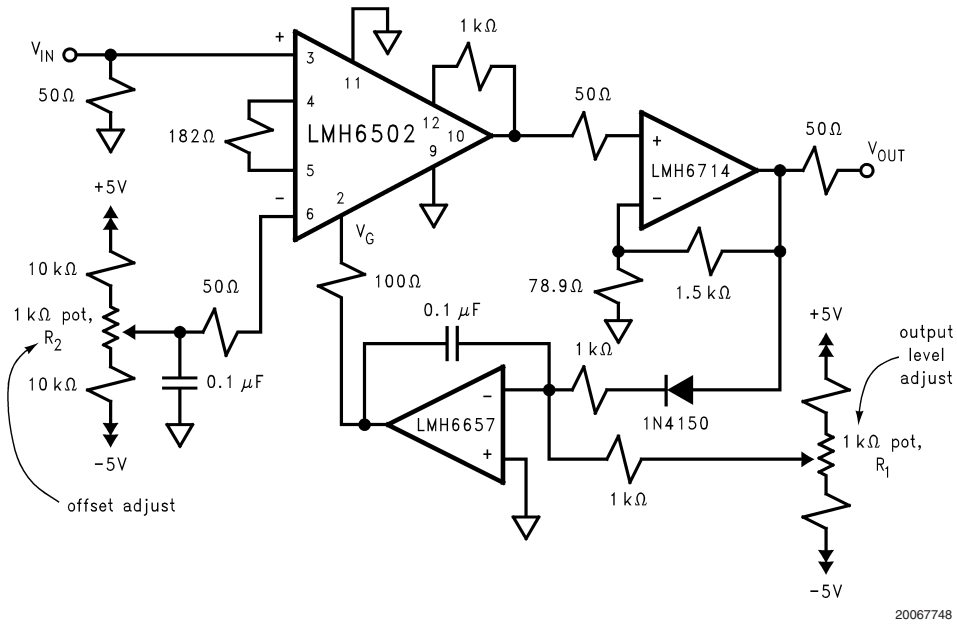 1 kΩ
V_IN
+
3
11
50Ω
4
12
50Ω
50Ω
182Ω
LMH6502
10
+
V_OUT
5
9
LMH6714
−
+5V
−
6
2
V_G
10 kΩ
50Ω
100Ω
78.9Ω
1.5 kΩ
1 kΩ pot,
R_2
0.1 µF
+5V
output
level
adjust
10 kΩ
0.1 µF
1 kΩ
−
1N4150
LMH6657
1 kΩ pot,
R_1
−5V
+
offset adjust
1 kΩ
−5V
20067748